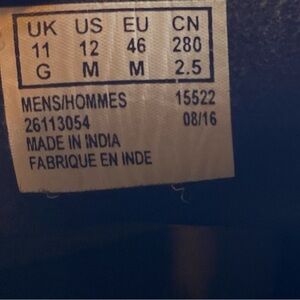 UK US EU CN
11 12 46 280
G M M 2.5
MENS/HOMMES 15522
26113054 08/16
MADE IN INDIA
FABRIQUE EN INDE